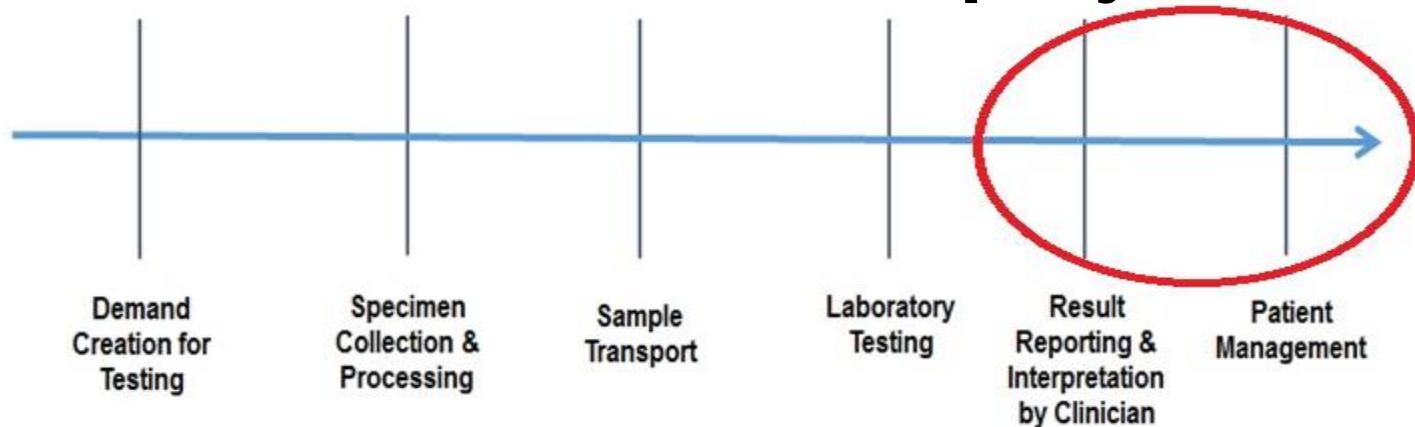 Demand
Creation for
Testing
Specimen
Collection &
Processing
Sample
Transport
Laboratory
Testing
Result
Reporting &
Interpretation
by Clinician
Patient
Management